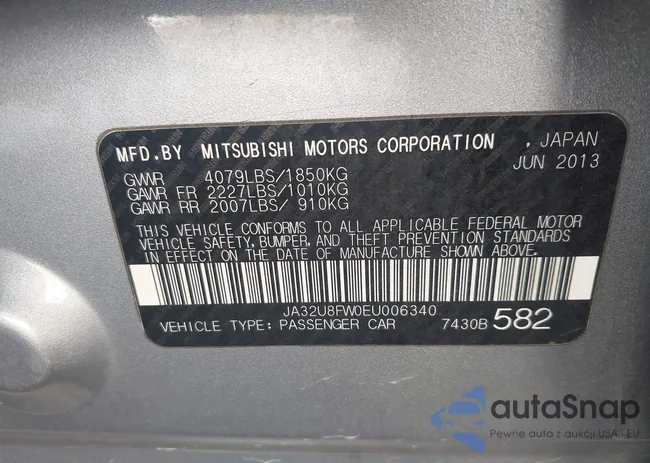 MFD.BY MITSUBISHI MOTORS CORPORATION , JAPAN
JUN 2013
GVWR 4079LBS/1850KG
GAWR FR 2227LBS/1010KG
GAWR RR 2007LBS/ 910KG
THIS VEHICLE CONFORMS TO ALL APPLICABLE FEDERAL MOTOR
VEHICLE SAFETY, BUMPER, AND THEFT PREVENTION STANDARDS
IN EFFECT ON THE DATE OF MANUFACTURE SHOWN ABOVE.
JA32U8FW0EU006340
VEHICLE TYPE: PASSENGER CAR 7430B 582
autaSnap
Pewne auta z aukcji USA i EU